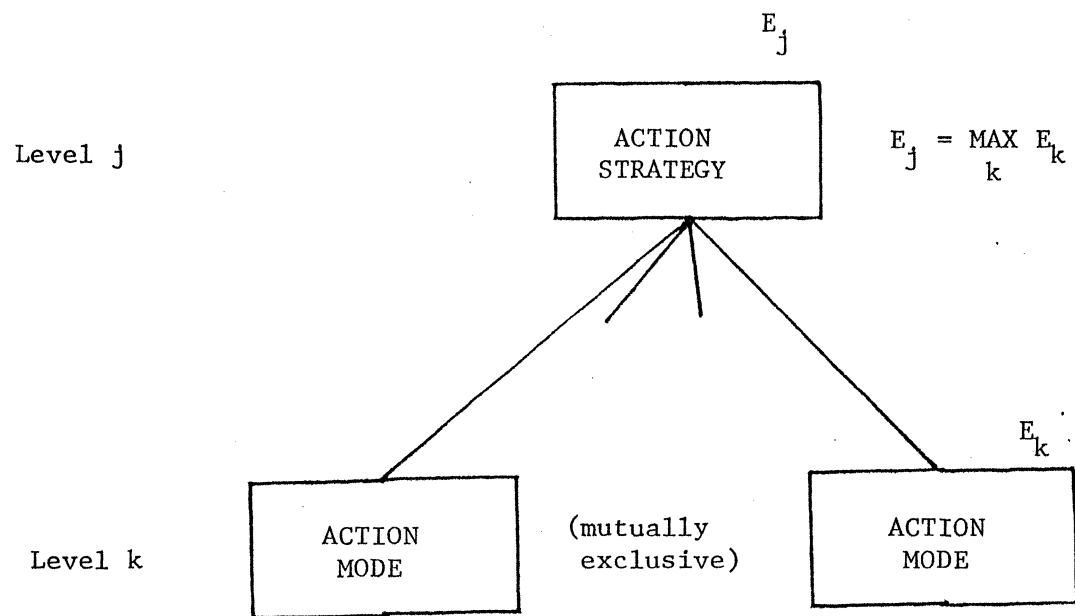 E_j
Level j
ACTION
STRATEGY
E_j = MAX E_k
k
E_k
Level k
ACTION
MODE
(mutually
exclusive)
ACTION
MODE